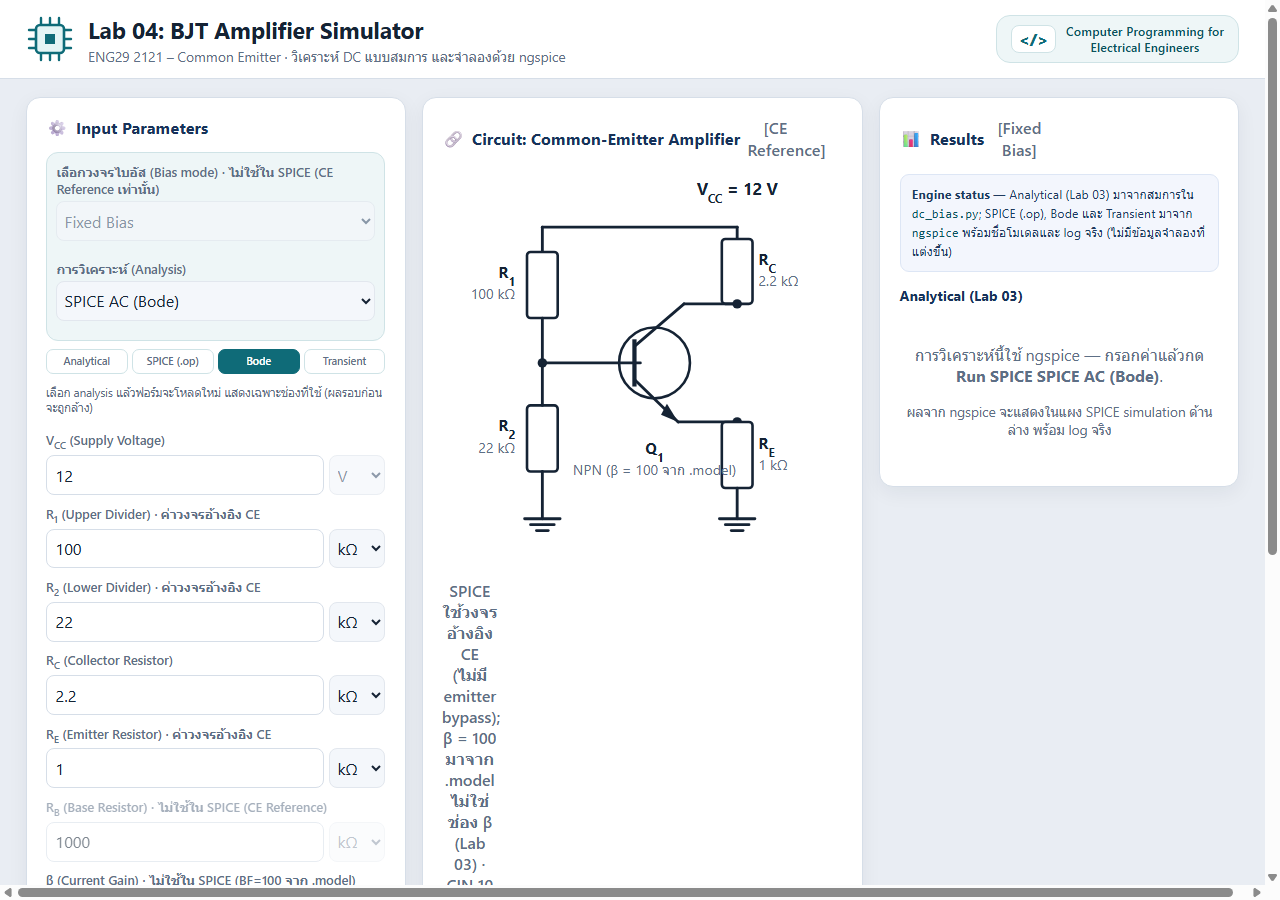 Lab 04: BJT Amplifier Simulator
ENG29 2121 – Common Emitter · วิเคราะห์ DC แบบสมการ และจำลองด้วย ngspice
</>
Computer Programming for
Electrical Engineers
Input Parameters
เลือกวงจรไบอัส (Bias mode) · ไม่ใช้ใน SPICE (CE
Reference เท่านั้น)
Fixed Bias
การวิเคราะห์ (Analysis)
SPICE AC (Bode)
Analytical
SPICE (.op)
Bode
Transient
เลือก analysis แล้วฟอร์มจะโหลดใหม่ แสดงเฉพาะช่องที่ใช้ (ผลรอบก่อน
จะถูกล้าง)
VCC (Supply Voltage)
12 V
R1 (Upper Divider) · ค่าวงจรอ้างอิง CE
100 kΩ
R2 (Lower Divider) · ค่าวงจรอ้างอิง CE
22 kΩ
RC (Collector Resistor)
2.2 kΩ
RE (Emitter Resistor) · ค่าวงจรอ้างอิง CE
1 kΩ
RB (Base Resistor) · ไม่ใช้ใน SPICE (CE Reference)
1000 kΩ
β (Current Gain) · ไม่ใช้ใน SPICE (BF=100 จาก .model)
Circuit: Common-Emitter Amplifier
[CE
Reference]
VCC = 12 V
R1
100 kΩ
RC
2.2 kΩ
R2
22 kΩ
Q1
NPN (β = 100 จาก .model)
RE
1 kΩ
SPICE
ใช้วงจร
อ้างอิง
CE
(ไม่มี
emitter
bypass);
β = 100
มาจาก
.model
ไม่ใช่
ช่อง β
(Lab
03) ·
CIN 10
Results
[Fixed
Bias]
Engine status — Analytical (Lab 03) มาจากสมการใน
dc_bias.py; SPICE (.op), Bode และ Transient มาจาก
ngspice พร้อมชื่อโมเดลและ log จริง (ไม่มีข้อมูลจำลองที่
แต่งขึ้น)
Analytical (Lab 03)
การวิเคราะห์นี้ใช้ ngspice — กรอกค่าแล้วกด
Run SPICE SPICE AC (Bode).
ผลจาก ngspice จะแสดงในแผง SPICE simulation ด้าน
ล่าง พร้อม log จริง